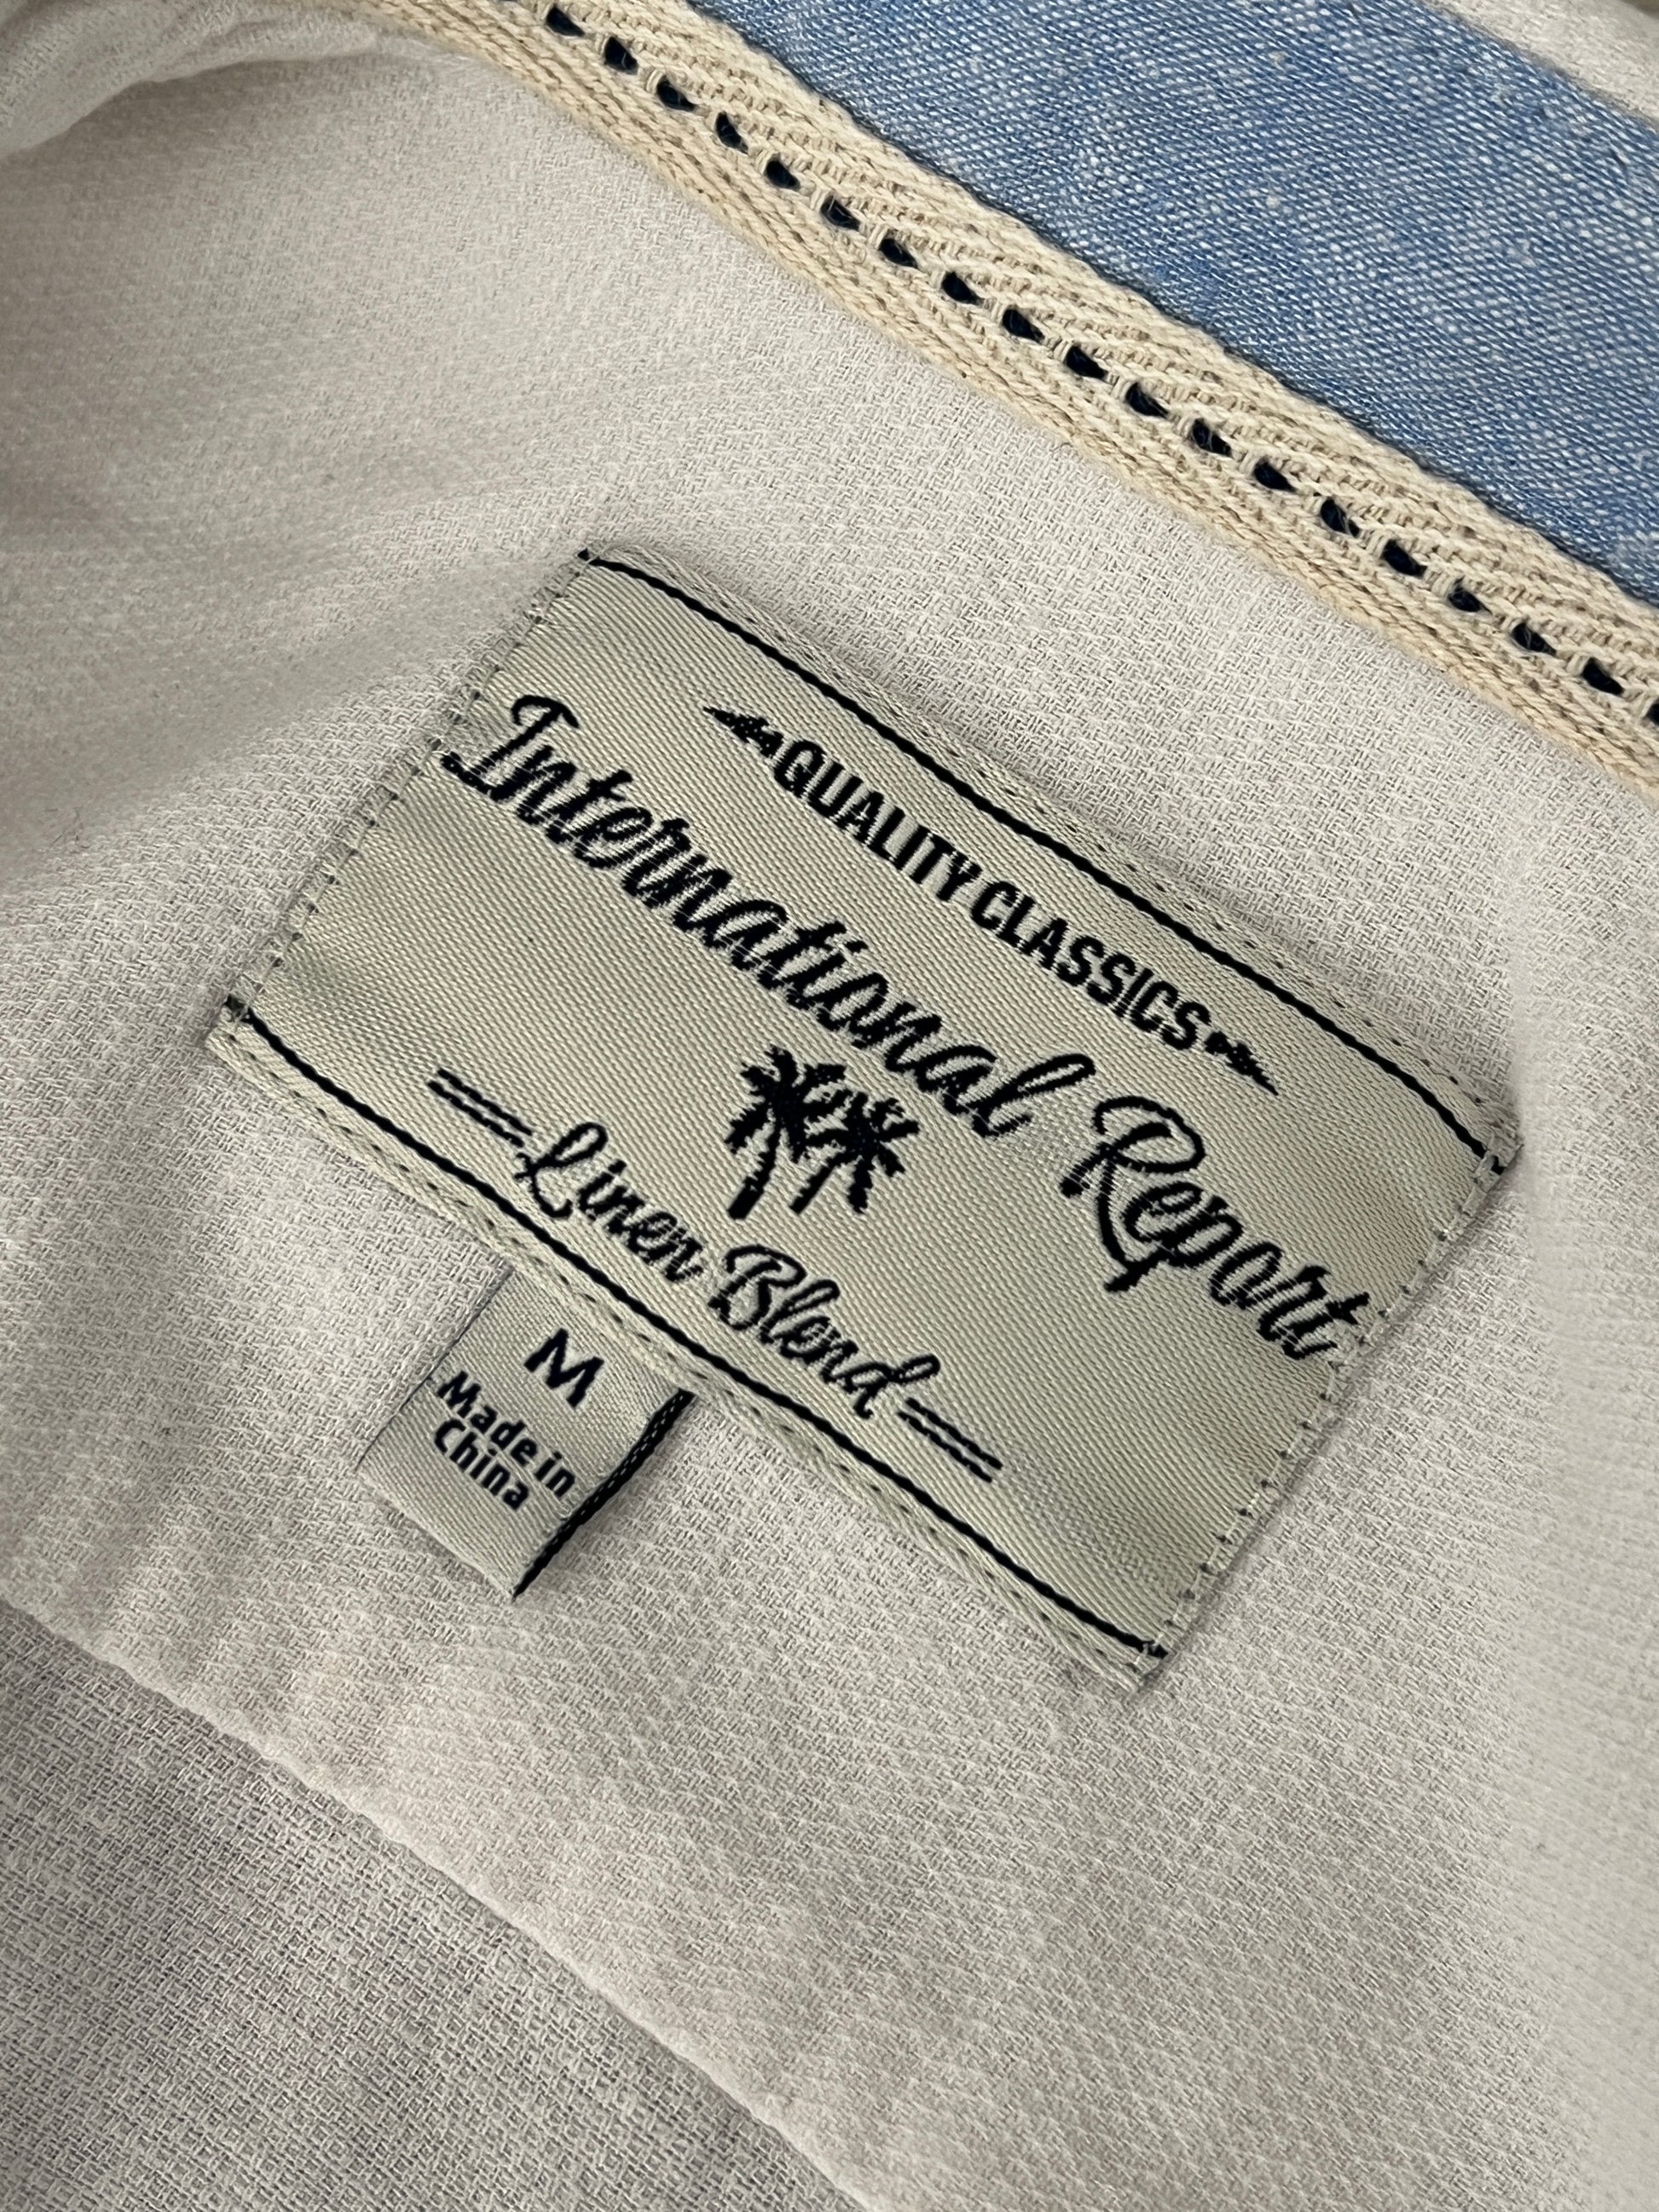 QUALITY CLASSICS
International Report
Linen Blend
M
Made in
China